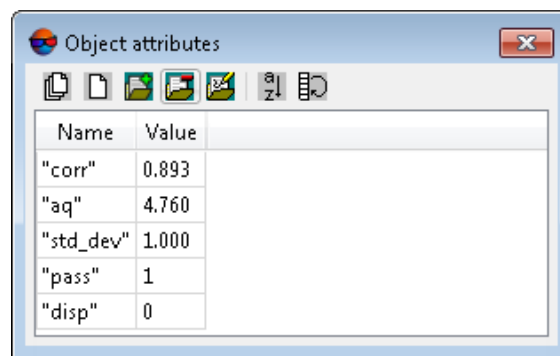 Object attributes
a
z
Name Value
"corr" 0.893
"aq" 4.760
"std_dev" 1.000
"pass" 1
"disp" 0